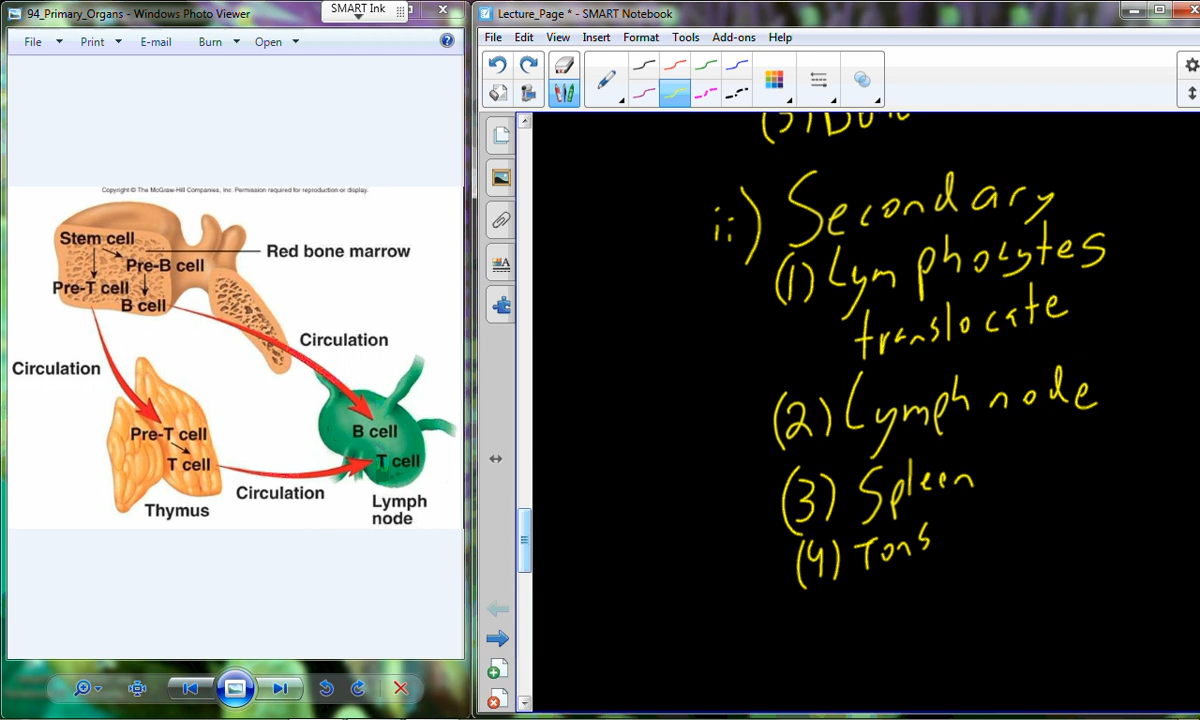 94_Primary_Organs - Windows Photo Viewer
SMART Ink
File Print E-mail Burn Open
Copyright © The McGraw-Hill Companies, Inc. Permission required for reproduction or display.
Stem cell
Red bone marrow
Pre-B cell
Pre-T cell
B cell
Circulation
Circulation
Pre-T cell
T cell
B cell
T cell
Circulation
Thymus
Lymph
node
Lecture_Page * - SMART Notebook
File Edit View Insert Format Tools Add-ons Help
ii) Secondary
(1) Lymphocytes
translocate
(2) Lymph node
(3) Spleen
(4) Tons